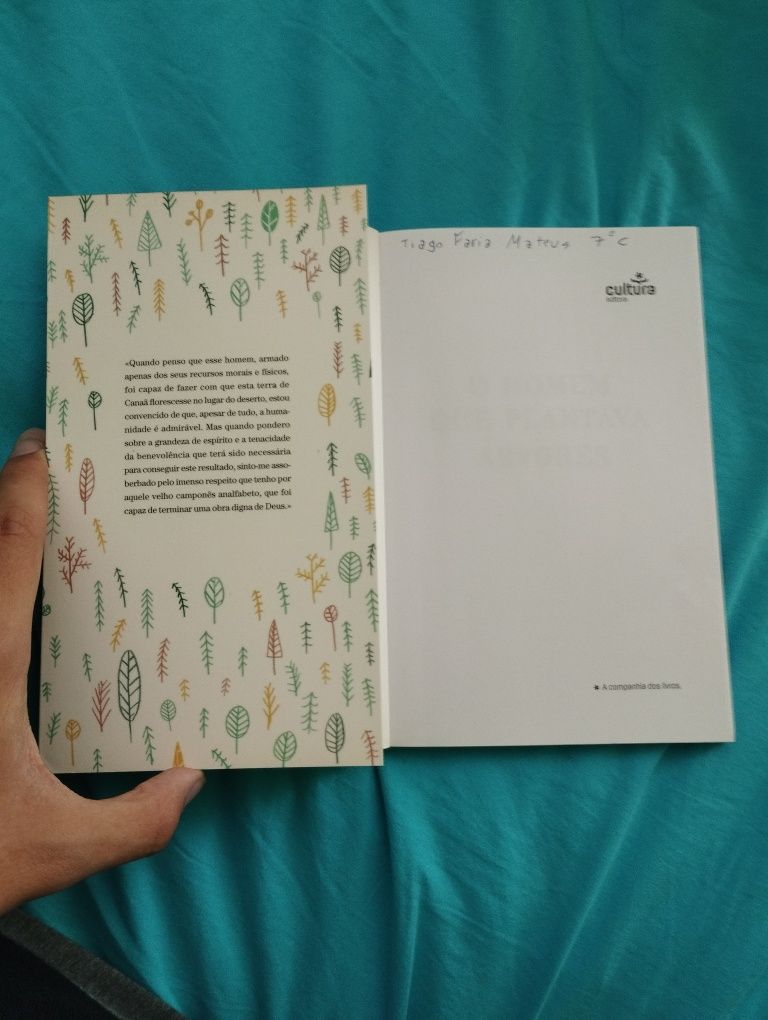 «Quando penso que esse homem, armado
apenas dos seus recursos morais e físicos,
foi capaz de fazer com que esta terra de
Canaã florescesse no lugar do deserto, estou
convencido de que, apesar de tudo, a huma-
nidade é admirável. Mas quando pondero
sobre a grandeza de espírito e a tenacidade
da benevolência que terá sido necessária
para conseguir este resultado, sinto-me asso-
berbado pelo imenso respeito que tenho por
aquele velho camponês analfabeto, que foi
capaz de terminar uma obra digna de Deus.»
Tiago Faria Mateus 7º C
cultura
editora
* A companhia dos livros.